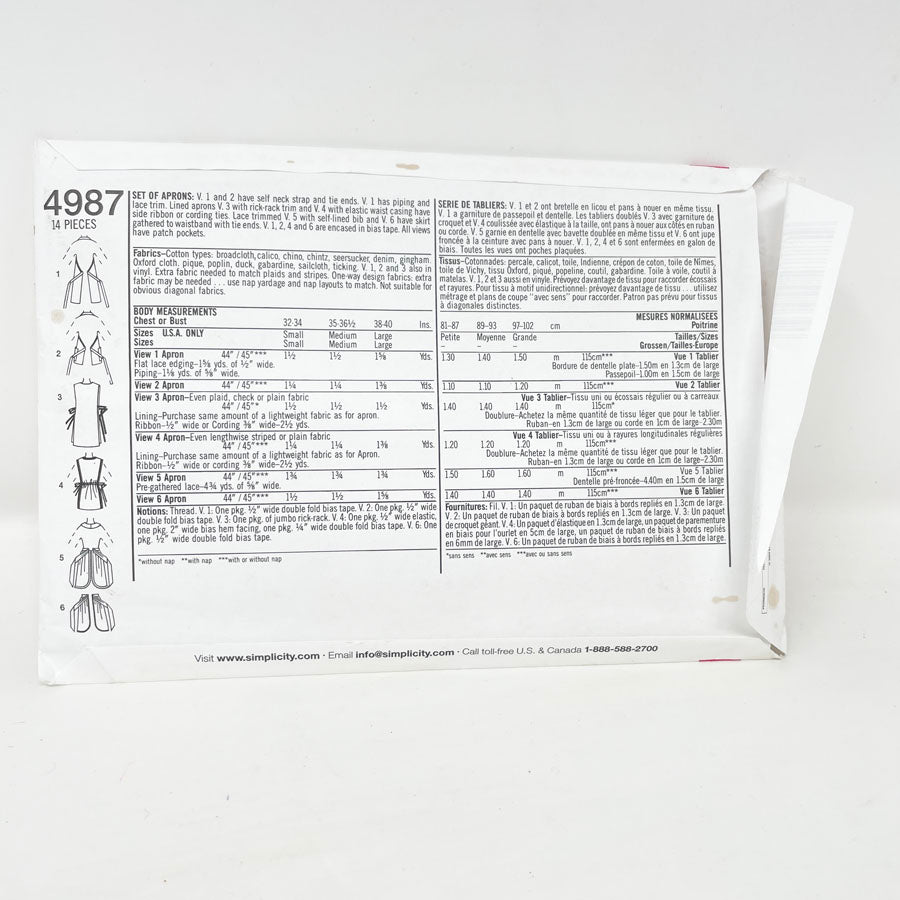 4987
14 PIECES
1
2
3
4
5
6
SET OF APRONS: V. 1 and 2 have self neck strap and tie ends. V. 1 has piping and
lace trim. Lined aprons V. 3 with rick-rack trim and V. 4 with elastic waist casing have
side ribbon or cording ties. Lace trimmed V. 5 with self-lined bib and V. 6 have skirt
gathered to waistband with tie ends. V. 1, 2, 4 and 6 are encased in bias tape. All views
have patch pockets.
Fabrics–Cotton types: broadcloth,calico, chino, chintz, seersucker, denim, gingham.
Oxford cloth, pique, poplin, duck, gabardine, sailcloth, ticking. V. 1, 2 and 3 also in
vinyl. Extra fabric needed to match plaids and stripes. One-way design fabrics: extra
fabric may be needed . . . use nap yardage and nap layouts to match. Not suitable for
obvious diagonal fabrics.
BODY MEASUREMENTS
Chest or Bust 32-34 35-36½ 38-40 Ins.
Sizes U.S.A. ONLY Small Medium Large
Sizes Small Medium Large
View 1 Apron 44" / 45"*** 1½ 1½ 1⅝ Yds.
Flat lace edging–1⅝ yds. of ½" wide.
Piping–1⅛ yds. of ⅝" wide.
View 2 Apron 44" / 45"*** 1¼ 1¼ 1⅜ Yds.
View 3 Apron–Even plaid, check or plain fabric
44" / 45"* 1½ 1½ 1½ Yds.
Lining–Purchase same amount of a lightweight fabric as for apron.
Ribbon–½" wide or Cording ⅜" wide–2½ yds.
View 4 Apron–Even lengthwise striped or plain fabric
44" / 45"*** 1¼ 1¼ 1⅜ Yds.
Lining–Purchase same amount of a lightweight fabric as for apron.
Ribbon–½" wide or cording ⅜" wide–2½ yds.
View 5 Apron 44" / 45"*** 1¾ 1¾ 1¾ Yds.
Pre-gathered lace–4¾ yds. of ⅝" wide.
View 6 Apron 44" / 45"*** 1½ 1½ 1⅝ Yds.
Notions: Thread. V. 1: One pkg. ½" wide double fold bias tape. V. 2: One pkg. ½" wide
double fold bias tape. V. 3: One pkg. of jumbo rick-rack. V. 4: One pkg. ½" wide elastic,
one pkg. 2" wide bias hem facing, one pkg. ¼" wide double fold bias tape. V. 6: One
pkg. ½" wide double fold bias tape.
*without nap **with nap ***with or without nap
SERIE DE TABLIERS: V. 1 et 2 ont bretelle en licou et pans à nouer en même tissu.
V. 1 a garniture de passepoil et dentelle. Les tabliers doublés V. 3 avec garniture de
croquet et V. 4 coulissée avec élastique à la taille, ont pans à nouer aux côtés en ruban
ou corde. V. 5 garnie en dentelle avec bavette doublée en même tissu et V. 6 ont jupe
froncée à la ceinture avec pans à nouer. V. 1, 2, 4 et 6 sont enfermées en galon de
biais. Toutes les vues ont poches plaquées.
Tissus–Cotonnades: percale, calicot, toile, Indienne, crépon de coton, toile de Nîmes,
toile de Vichy, tissu Oxford, piqué, popeline, coutil, gabardine. Toile à voile, coutil à
matelas. V. 1, 2 et 3 aussi en vinyl. Prévoyez davantage de tissu pour raccorder écossais
et rayures. Pour tissu à motif unidirectionnel: prévoyez davantage de tissu . . . utilisez
métrage et plans de coupe "avec sens" pour raccorder. Patron pas prévu pour tissus
à diagonales distinctes.
MESURES NORMALISEES
81-87 89–93 97-102 cm Poitrine
Petite Moyenne Grande Tailles/Sizes
– – – Grossen/Tailles-Europe
1.30 1.40 1.50 m 115cm*** Vue 1 Tablier
Bordure de dentelle plate-1.50m en 1.3cm de large
Passepoil-1.00m en 1.5cm de large
1.10 1.10 1.20 m 115cm*** Vue 2 Tablier
Vue 3 Tablier–Tissu uni ou écossais régulier ou à carreaux
1.40 1.40 1.40 m 115cm*
Doublure-Achetez la même quantité de tissu léger que pour le tablier.
Ruban–en 1.3cm de large ou corde en 1cm de large-2.30m
Vue 4 Tablier–Tissu uni ou à rayures longitudinales régulières
1.20 1.20 1.20 m 115cm***
Doublure-Achetez la même quantité de tissu léger que pour le tablier.
Ruban-en 1.3cm de large ou corde en 1cm de large–2.30m
1.50 1.60 1.60 m 115cm*** Vue 5 Tablier
Dentelle pré-froncée–4.40m en 1.5cm de large
1.40 1.40 1.40 m 115cm*** Vue 6 Tablier
Fournitures: Fil. V. 1: Un paquet de ruban de biais à bords repliés en 1.3cm de large.
V. 2: Un paquet de ruban de biais à bords repliés en 1.3cm de large. V. 3: Un paquet
de croquet géant. V. 4: Un paquet d'élastique en 1.3cm de large, un paquet de parementure
en biais pour l'ourlet en 5cm de large, un paquet de ruban de biais à bords repliés
en 6mm de large. V. 6: Un paquet de ruban de biais à bords repliés en 1.3cm de large.
*sans sens **avec sens ***avec ou sans sens
Visit www.simplicity.com · Email info@simplicity.com · Call toll-free U.S. & Canada 1-888-588-2700